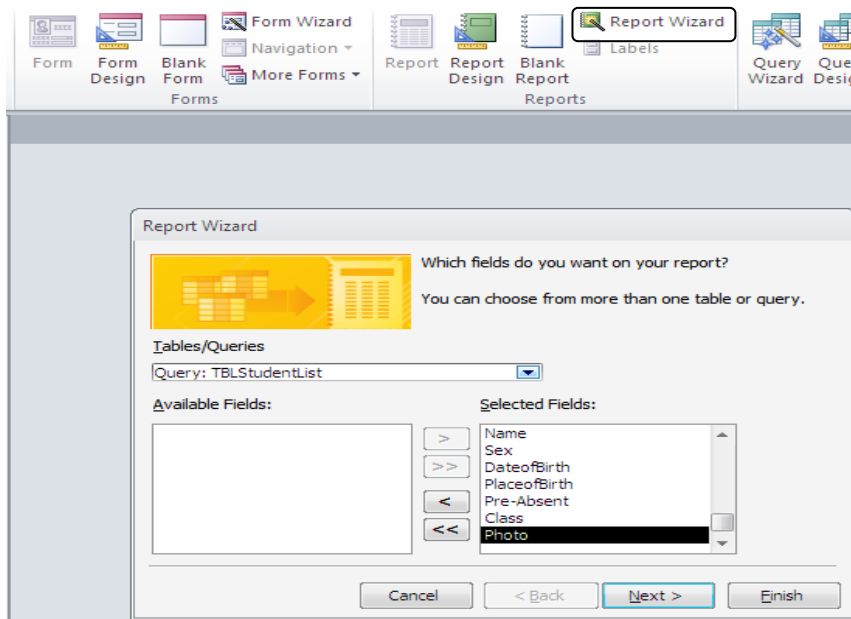 Form
Form Design
Blank Form
Form Wizard
Navigation
More Forms
Forms
Report
Report Design
Blank Report
Report Wizard
Labels
Reports
Query Wizard
Report Wizard
Which fields do you want on your report?
You can choose from more than one table or query.
Tables/Queries
Query: TBLStudentList
Available Fields:
Selected Fields:
>
>>
<
<<
Name
Sex
DateofBirth
PlaceofBirth
Pre-Absent
Class
Photo
Cancel
< Back
Next >
Finish